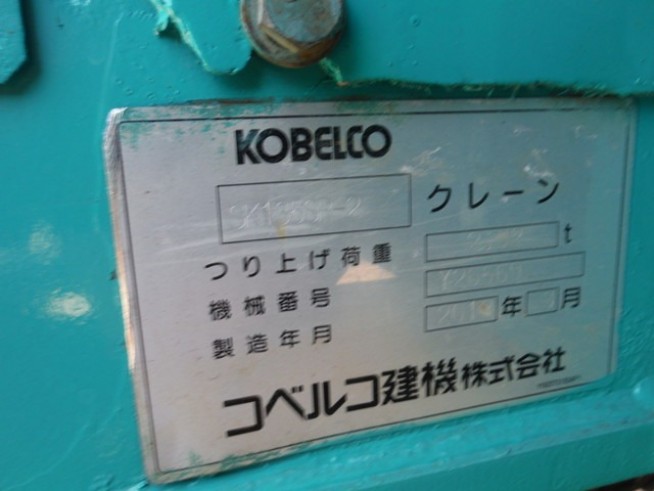 KOBELCO
クレーン
つり上げ荷重 t
機械番号
製造年月 年 月
コベルコ建機株式会社